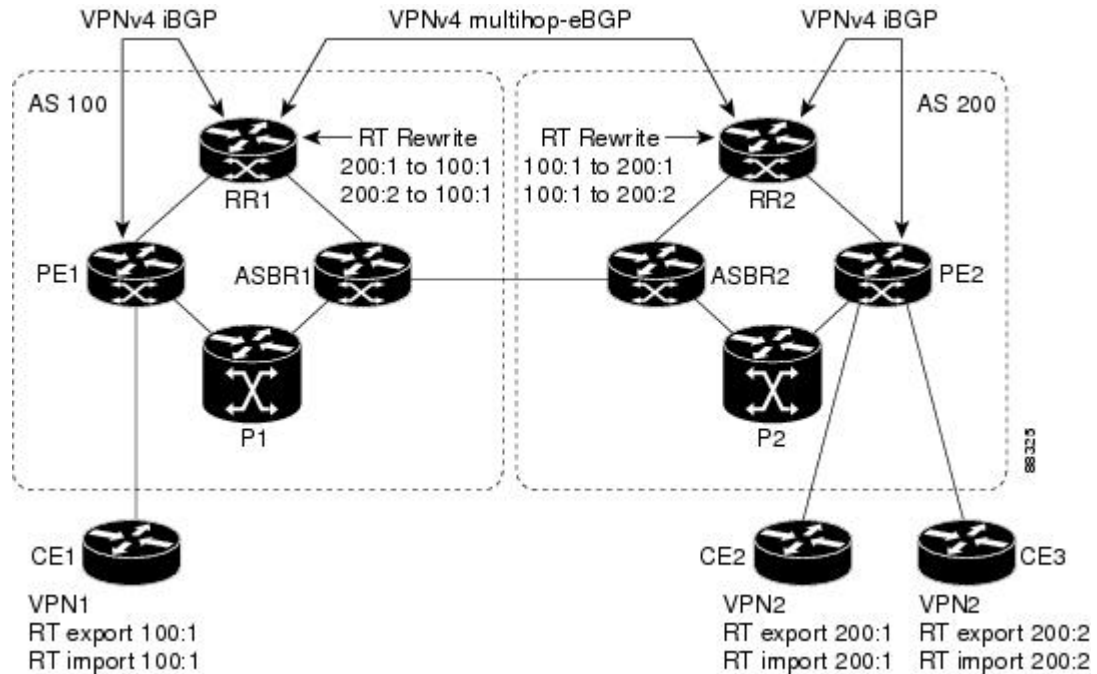 VPNv4 iBGP
VPNv4 multihop-eBGP
VPNv4 iBGP
AS 100
AS 200
RT Rewrite
200:1 to 100:1
200:2 to 100:1
RT Rewrite
100:1 to 200:1
100:1 to 200:2
RR1
RR2
PE1
ASBR1
ASBR2
PE2
P1
P2
88325
CE1
VPN1
RT export 100:1
RT import 100:1
CE2
VPN2
RT export 200:1
RT import 200:1
CE3
VPN2
RT export 200:2
RT import 200:2